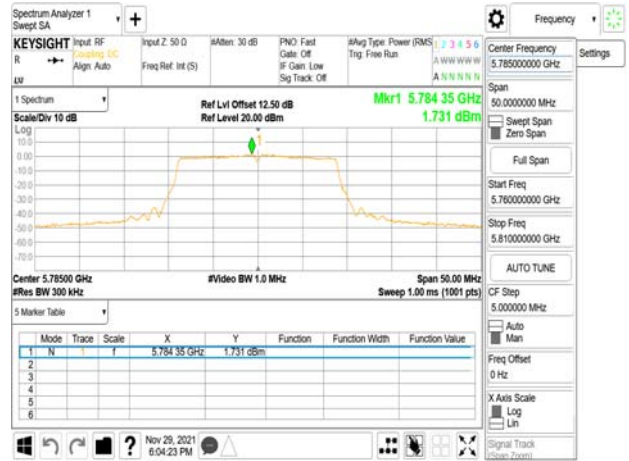 Spectrum Analyzer 1
Swept SA
+
Frequency
KEYSIGHT
Input: RF
Coupling: DC
Align: Auto
Input Z: 50 Ω
Freq Ref: Int (S)
#Atten: 30 dB
PNO: Fast
Gate: Off
IF Gain: Low
Sig Track: Off
#Avg Type: Power (RMS
Trig: Free Run
1 2 3 4 5 6
A W W W W W
A N N N N N
R
LXI
Center Frequency
5.785000000 GHz
Settings
Span
50.0000000 MHz
Swept Span
Zero Span
Full Span
Start Freq
5.760000000 GHz
Stop Freq
5.810000000 GHz
AUTO TUNE
CF Step
5.000000 MHz
Auto
Man
Freq Offset
0 Hz
X Axis Scale
Log
Lin
Signal Track
(Span Zoom)
1 Spectrum
Scale/Div 10 dB
Ref Lvl Offset 12.50 dB
Ref Level 20.00 dBm
Mkr1 5.784 35 GHz
1.731 dBm
Log
10.0
0.00
-10.0
-20.0
-30.0
-40.0
-50.0
-60.0
-70.0
1
Center 5.78500 GHz
#Res BW 300 kHz
#Video BW 1.0 MHz
Span 50.00 MHz
Sweep 1.00 ms (1001 pts)
5 Marker Table
Mode Trace Scale X Y Function Function Width Function Value
1 N 1 f 5.784 35 GHz 1.731 dBm
2
3
4
5
6
?
Nov 29, 2021
6:04:23 PM